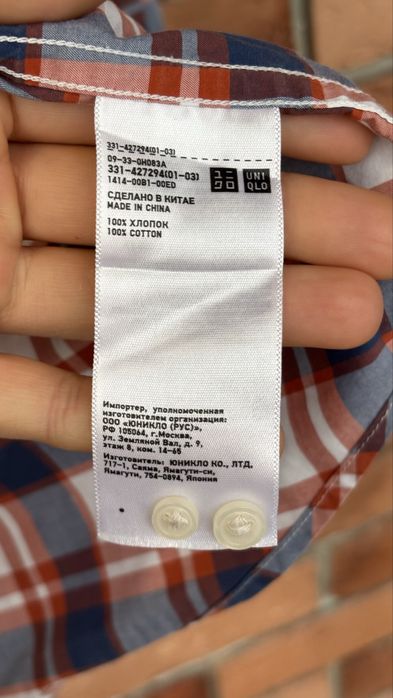 331-427294(01-03)
09-33-0H083A
331-427294(01-03)
1414-00B1-00ED
ユニ
クロ
UNI
QLO
СДЕЛАНО В КИТАЕ
MADE IN CHINA
100% ХЛОПОК
100% COTTON
Импортер, уполномоченная
изготовителем организация:
ООО «ЮНИКЛО (РУС)»,
РФ 105064, г.Москва,
ул. Земляной Вал, д. 9,
этаж 8, ком. 14-65
Изготовитель: ЮНИКЛО КО., ЛТД,
717-1, Саяма, Ямагути-си,
Ямагути, 754-0894, Япония